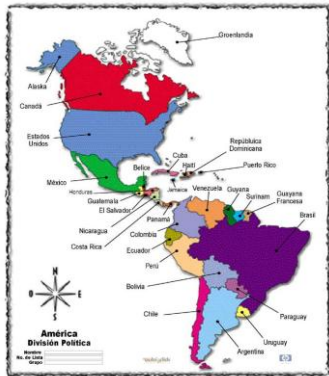 Groenlandia
Alaska
Canadá
Estados
Unidos
México
Belice
Cuba
Haití
República
Dominicana
Puerto Rico
Jamaica
Honduras
Guatemala
El Salvador
Nicaragua
Costa Rica
Panamá
Venezuela
Guyana
Surinam
Guayana
Francesa
Colombia
Ecuador
Perú
Brasil
Bolivia
Chile
Paraguay
Uruguay
Argentina
N
O
E
S
América
División Política
Nombre
No. de Lista
Grupo